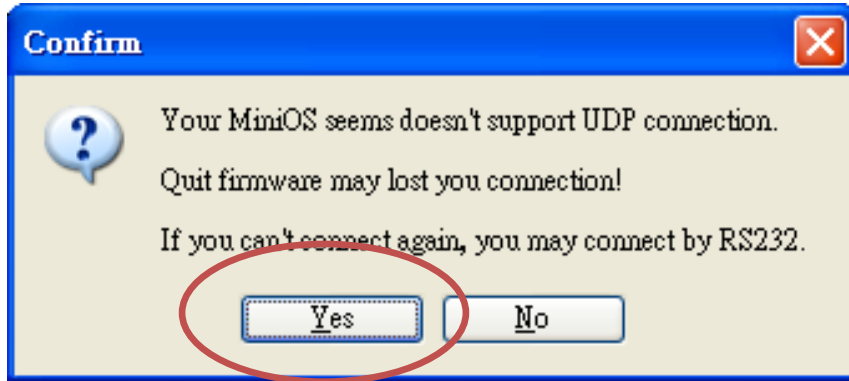 Confirm
Your MiniOS seems doesn't support UDP connection.
Quit firmware may lost you connection!
If you can't connect again, you may connect by RS232.
Yes
No